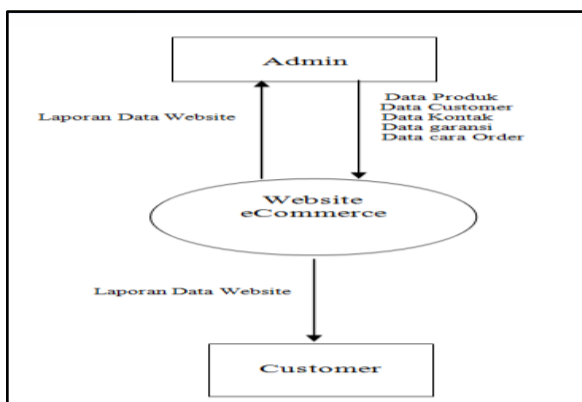 Admin
Laporan Data Website
Data Produk
Data Customer
Data Kontak
Data garansi
Data cara Order
Website
eCommerce
Laporan Data Website
Customer